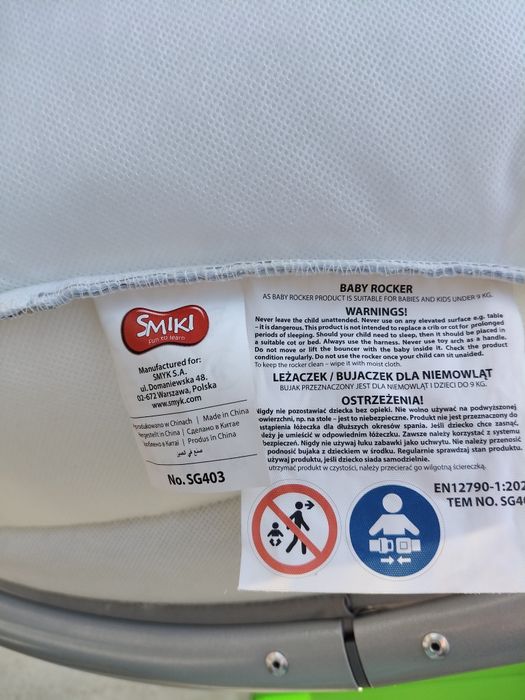 SMIKI
Fun to learn
Manufactured for:
SMYK S.A.
ul.Domaniewska 48,
02-672 Warszawa, Polska
www.smyk.com
rodukowano w Chinach | Made in China
ergestellt in China | Сделано в Китае
| Produs in China
صنع في الصين
No. SG403
BABY ROCKER
AS BABY ROCKER PRODUCT IS SUITABLE FOR BABIES AND KIDS UNDER 9 KG.
WARNINGS!
Never leave the child unattended. Never use on any elevated surface e.g. table
– it is dangerous. This product is not intended to replace a crib or cot for prolonged
periods of sleeping. Should your child need to sleep, then it should be placed in
a suitable cot or bed. Always use the harness. Never use toy arch as a handle.
Do not move or lift the bouncer with the baby inside it. Check the product
condition regularly. Do not use the rocker once your child can sit unaided.
To keep the rocker clean – wipe it with moist cloth.
LEŻACZEK / BUJACZEK DLA NIEMOWLĄT
BUJAK PRZEZNACZONY JEST DLA NIEMOWLĄT I DZIECI DO 9 KG.
OSTRZEŻENIA!
Nigdy nie pozostawiać dziecka bez opieki. Nie wolno używać na podwyższonej
owierzchni, np. na stole – jest to niebezpieczne. Produkt nie jest przeznaczony do
astąpienia łóżeczka dla dłuższych okresów spania. Jeśli dziecko chce zasnąć,
leży je umieścić w odpowiednim łóżeczku. Zawsze należy korzystać z systemu
bezpieczeń. Nigdy nie używaj łuku zabawki jako uchwytu. Nie należy przenosić
podnosić bujaka z dzieckiem w środku. Regularnie sprawdzaj stan produktu.
używaj produktu, jeśli dziecko siada samodzielnie.
utrzymać produkt w czystości, należy przecierać go wilgotną ściereczką.
EN12790-1:202
TEM NO. SG40